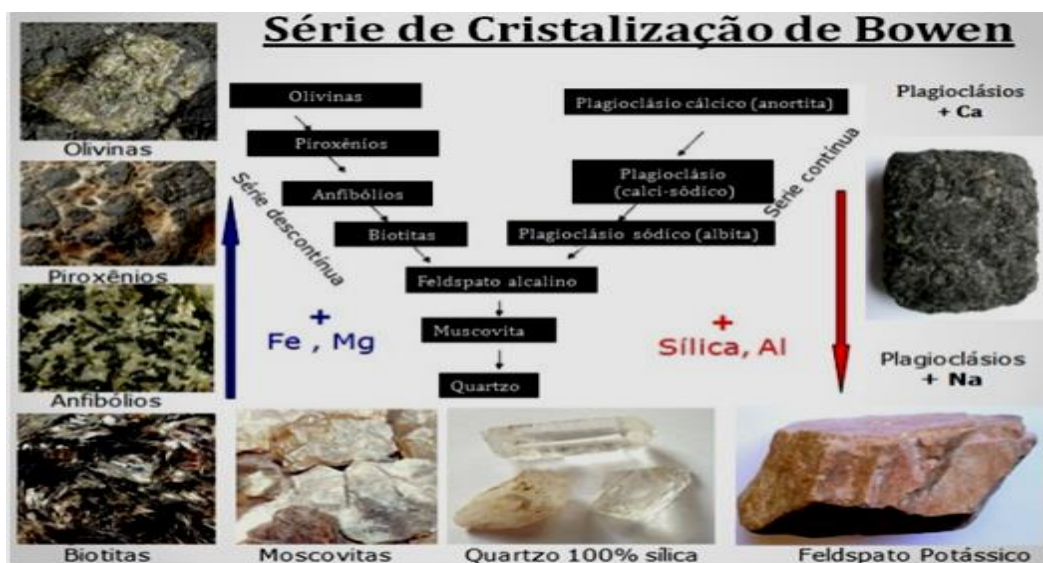 Série de Cristalização de Bowen
Olivinas
Piroxênios
Anfibólios
Biotitas
Plagioclásio cálcico (anortita)
Plagioclásio
(calci-sódico)
Plagioclásio sódico (albita)
Feldspato alcalino
Muscovita
Quartzo
Série descontínua
Série contínua
+
Fe , Mg
+
Sílica, Al
Plagioclásios
+ Ca
Plagioclásios
+ Na
Olivinas
Piroxênios
Anfibólios
Biotitas
Moscovitas
Quartzo 100% sílica
Feldspato Potássico